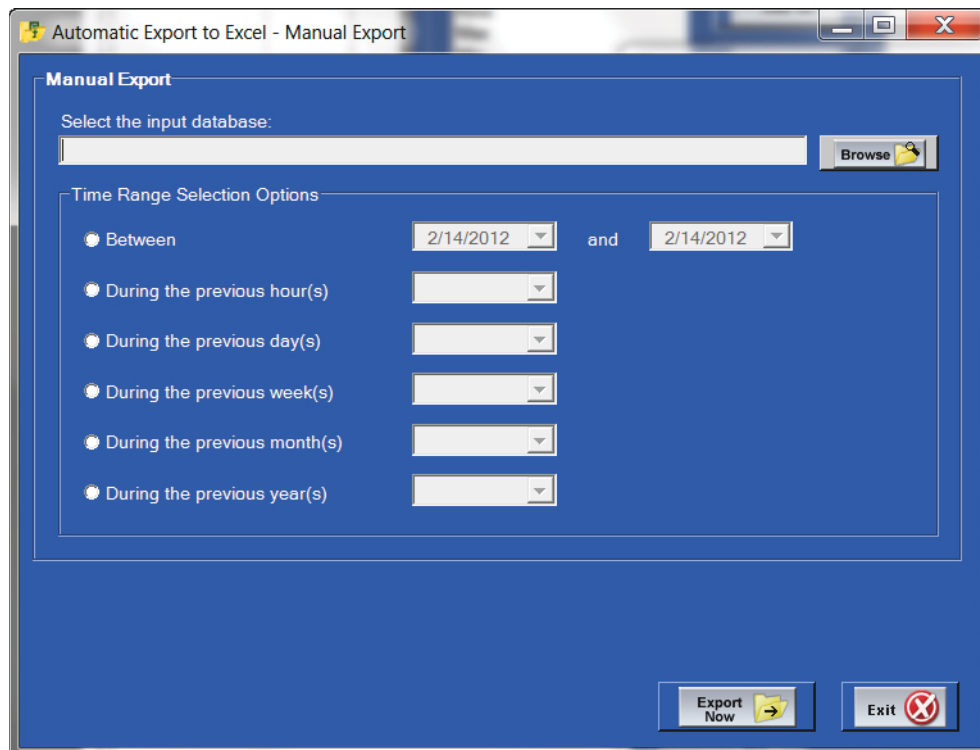 Automatic Export to Excel - Manual Export
Manual Export
Select the input database:
Browse
Time Range Selection Options
Between 2/14/2012 and 2/14/2012
During the previous hour(s)
During the previous day(s)
During the previous week(s)
During the previous month(s)
During the previous year(s)
Export
Now
Exit